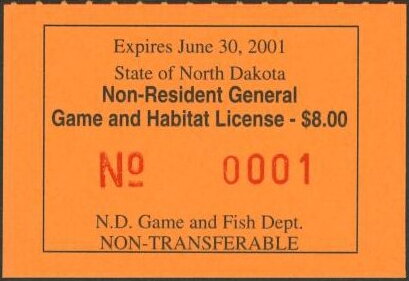 Expires June 30, 2001
State of North Dakota
Non-Resident General
Game and Habitat License - $8.00
Nº 0001
N.D. Game and Fish Dept.
NON-TRANSFERABLE